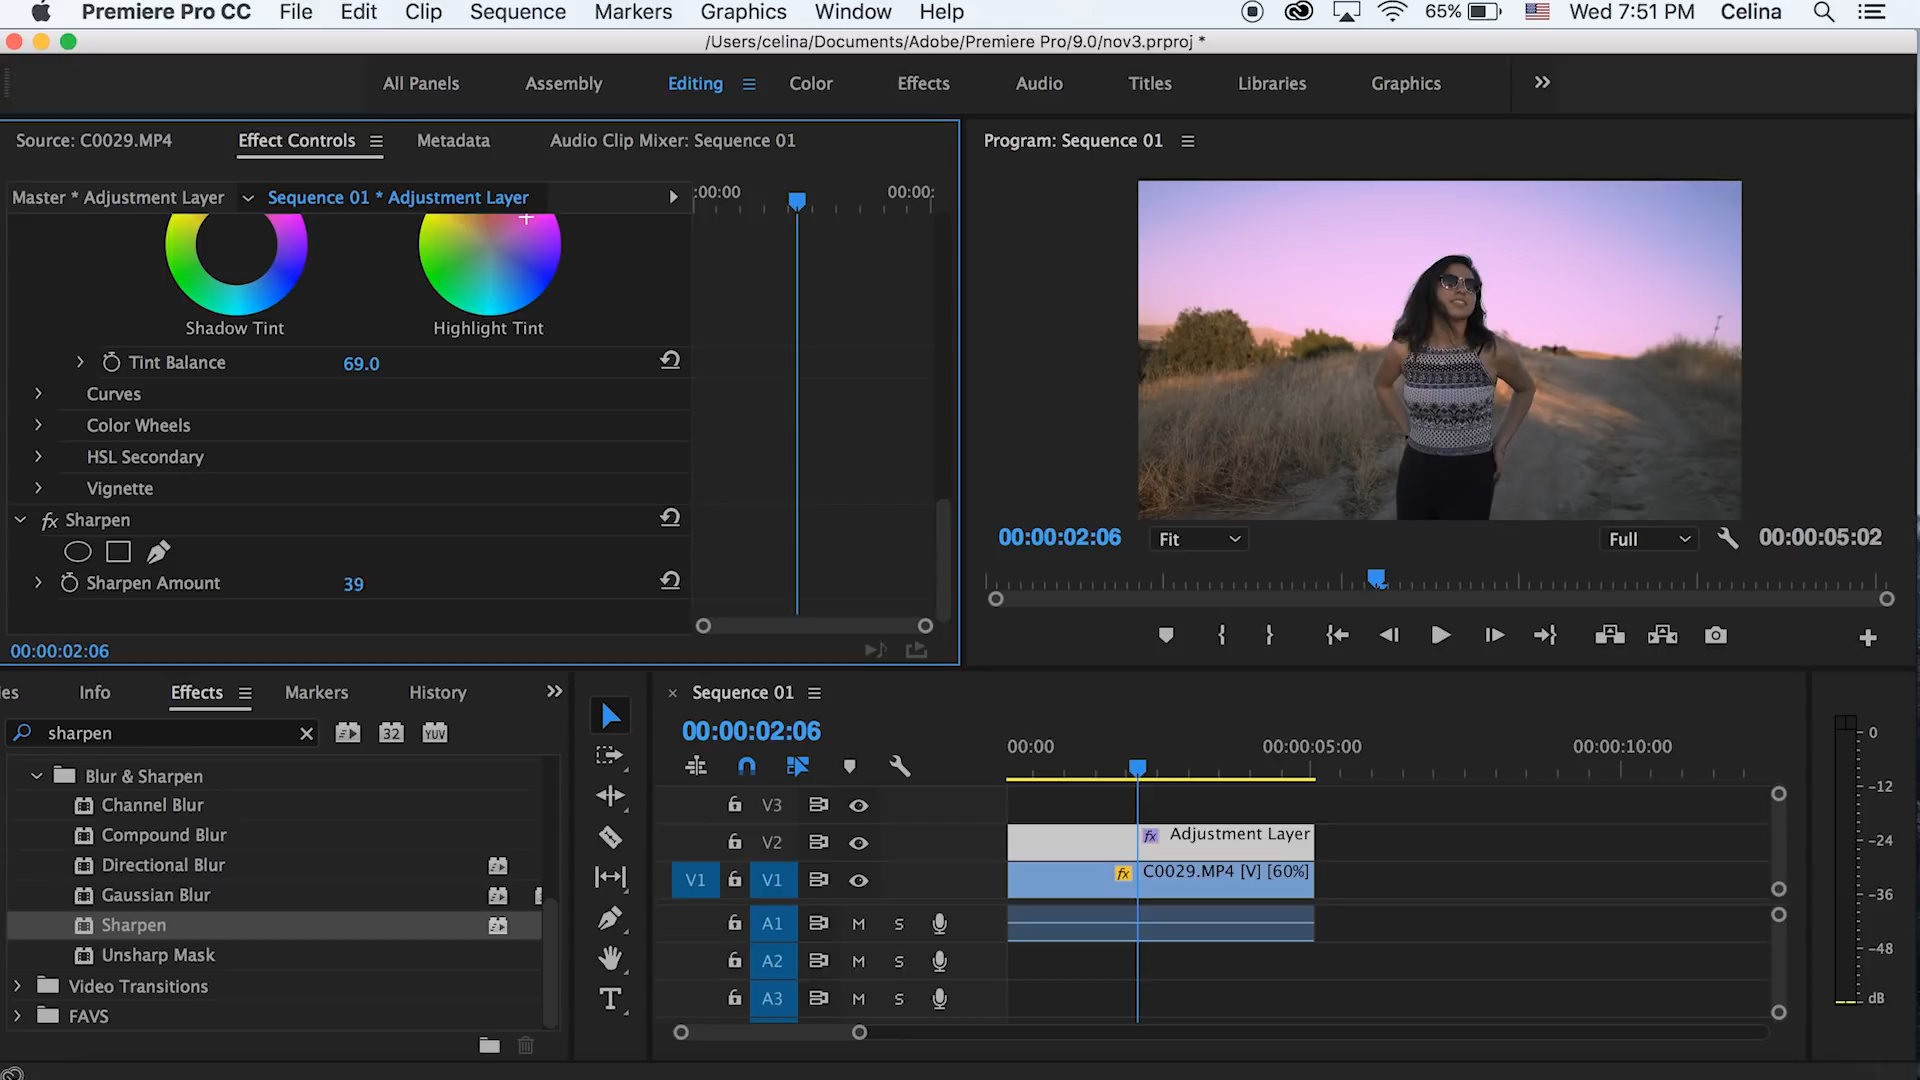 Premiere Pro CC File Edit Clip Sequence Markers Graphics Window Help 65% Wed 7:51 PM Celina
/Users/celina/Documents/Adobe/Premiere Pro/9.0/nov3.prproj *
All Panels Assembly Editing Color Effects Audio Titles Libraries Graphics
Source: C0029.MP4 Effect Controls Metadata Audio Clip Mixer: Sequence 01
Program: Sequence 01
Master * Adjustment Layer Sequence 01 * Adjustment Layer
:00:00 00:00:
Shadow Tint Highlight Tint
Tint Balance 69.0
Curves
Color Wheels
HSL Secondary
Vignette
fx Sharpen
Sharpen Amount 39
00:00:02:06
00:00:02:06 Fit Full 00:00:05:02
ies Info Effects Markers History
sharpen 32 YUV
Blur & Sharpen
Channel Blur
Compound Blur
Directional Blur
Gaussian Blur
Sharpen
Unsharp Mask
Video Transitions
FAVS
T
× Sequence 01
00:00:02:06
00:00 00:00:05:00 00:00:10:00
V3
V2 fx Adjustment Layer
V1 V1 fx C0029.MP4 [V] [60%]
A1 M S
A2 M S
A3 M S
0
-12
-24
-36
-48
dB